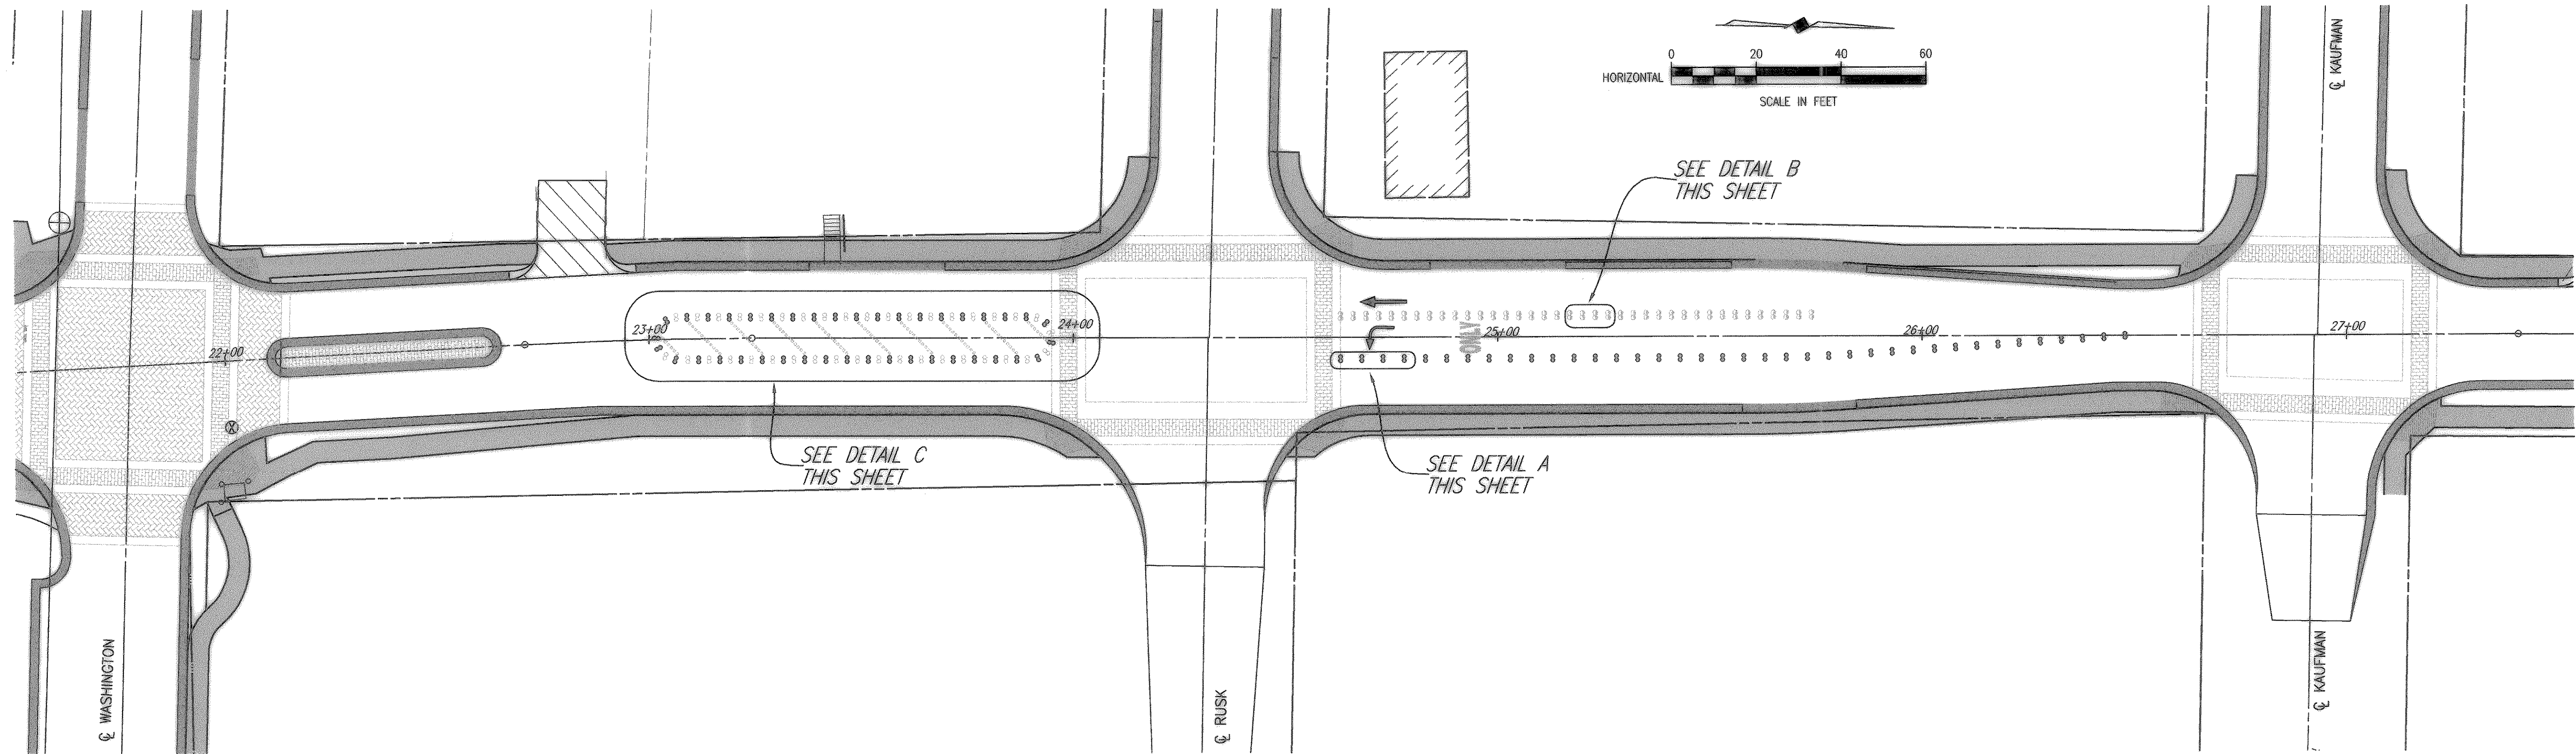 0 20 40 60
HORIZONTAL
SCALE IN FEET
℄ KAUFMAN
SEE DETAIL B
THIS SHEET
22+00
23+00
24+00
ONLY
25+00
26+00
27+00
SEE DETAIL C
THIS SHEET
SEE DETAIL A
THIS SHEET
℄ WASHINGTON
℄ RUSK
℄ KAUFMAN